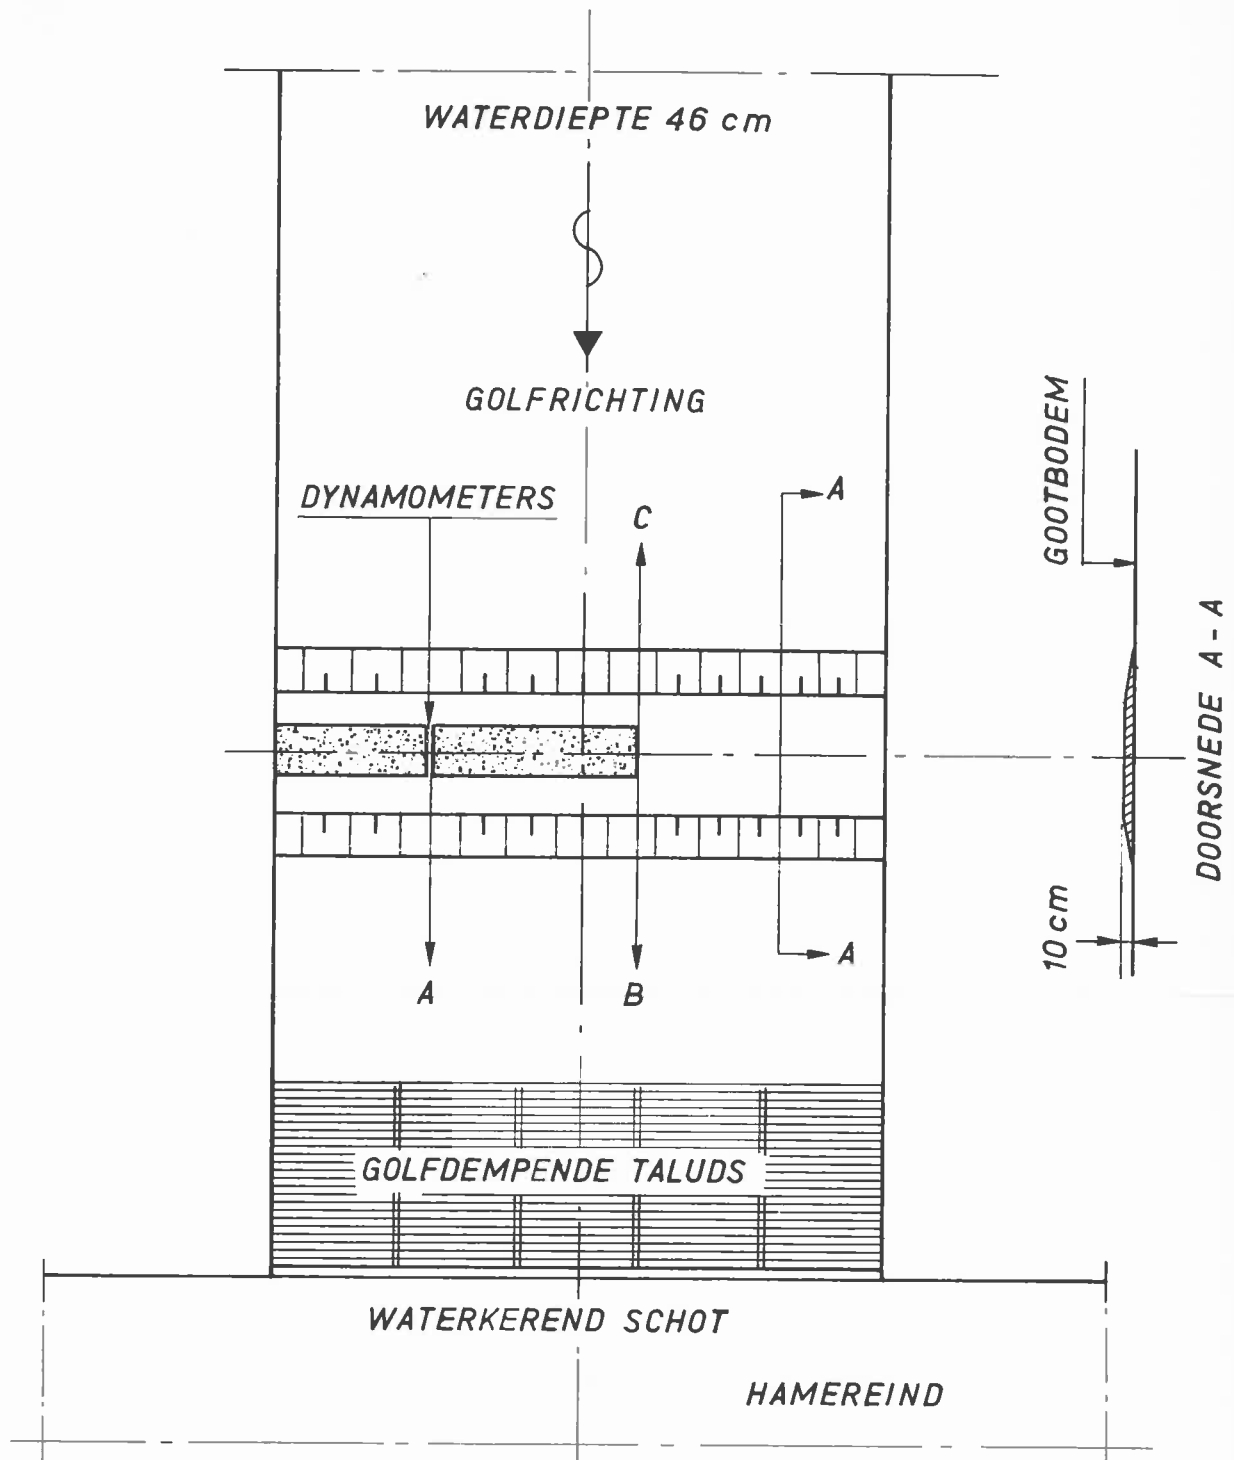 WATERDIEPTE 46 cm
GOLFRICHTING
DYNAMOMETERS
C
A
GOOTBODEM
DOORSNEDE A-A
10 cm
A
B
A
GOLFDEMPENDE TALUDS
WATERKEREND SCHOT
HAMEREIND